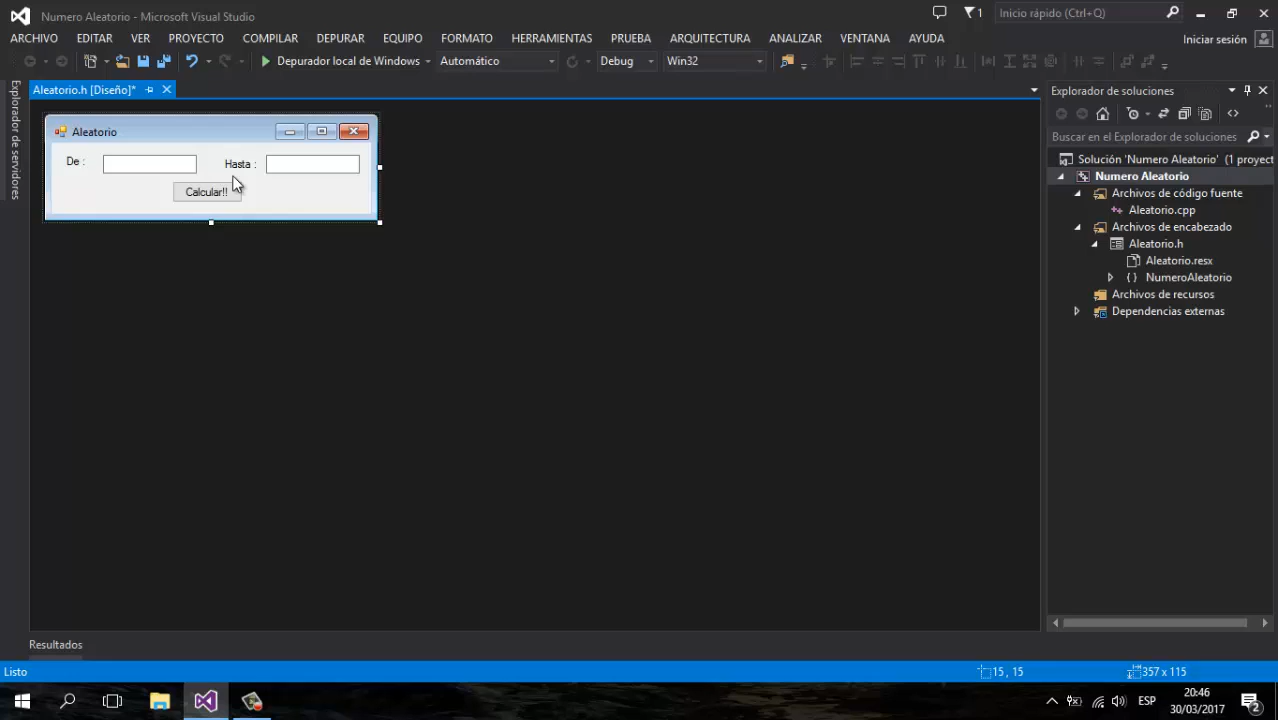 Numero Aleatorio - Microsoft Visual Studio
1
Inicio rápido (Ctrl+Q)
ARCHIVO EDITAR VER PROYECTO COMPILAR DEPURAR EQUIPO FORMATO HERRAMIENTAS PRUEBA ARQUITECTURA ANALIZAR VENTANA AYUDA
Iniciar sesión
Depurador local de Windows Automático Debug Win32
Explorador de servidores
Aleatorio.h [Diseño]*
Explorador de soluciones
Buscar en el Explorador de soluciones
Aleatorio
De :
Hasta :
Calcular!!
Solución 'Numero Aleatorio' (1 proyect
Numero Aleatorio
Archivos de código fuente
Aleatorio.cpp
Archivos de encabezado
Aleatorio.h
Aleatorio.resx
NumeroAleatorio
Archivos de recursos
Dependencias externas
Resultados
Listo
15 , 15
357 x 115
ESP
20:46
30/03/2017
2